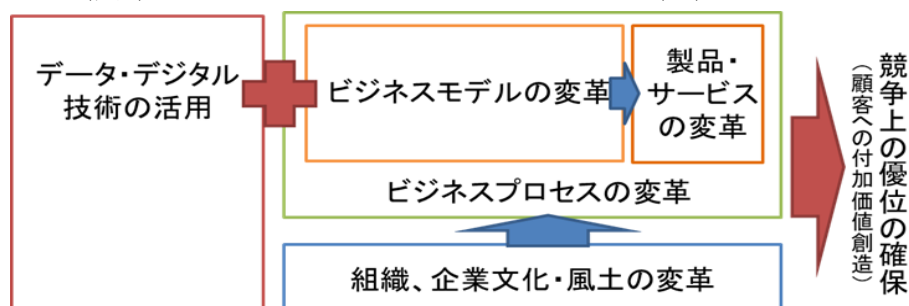 データ・デジタル
技術の活用
ビジネスモデルの変革
製品・
サービス
の変革
ビジネスプロセスの変革
組織、企業文化・風土の変革
競争上の優位の確保
（顧客への付加価値創造）